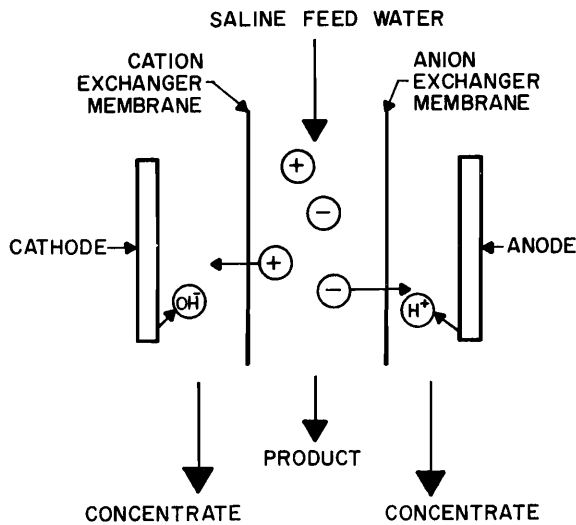 SALINE FEED WATER
CATION
EXCHANGER
MEMBRANE
ANION
EXCHANGER
MEMBRANE
+
−
CATHODE
+
ANODE
−
OH⁻
H⁺
PRODUCT
CONCENTRATE
CONCENTRATE